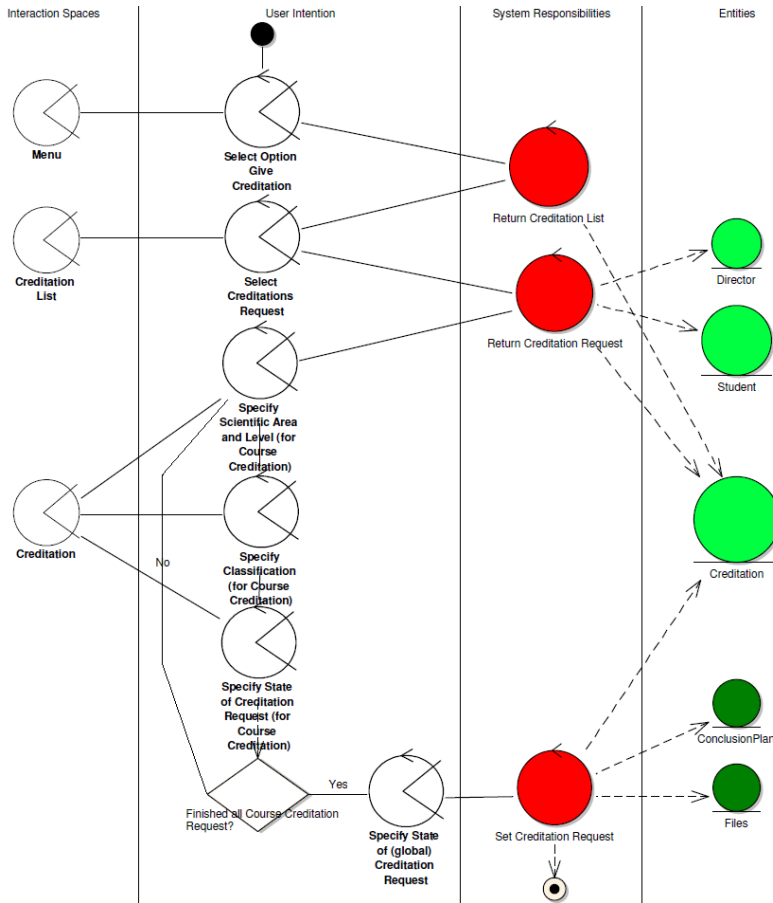 Interaction Spaces
User Intention
System Responsibilities
Entities
Menu
Select Option
Give
Creditation
Return Creditation List
Creditation
List
Select
Creditations
Request
Return Creditation Request
Director
Student
Specify
Scientific Area
and Level (for
Course
Creditation)
Creditation
No
Specify
Classification
(for Course
Creditation)
Creditation
Specify State
of Creditation
Request (for
Course
Creditation)
ConclusionPlan
Finished all Course Creditation
Request?
Yes
Specify State
of (global)
Creditation
Request
Set Creditation Request
Files